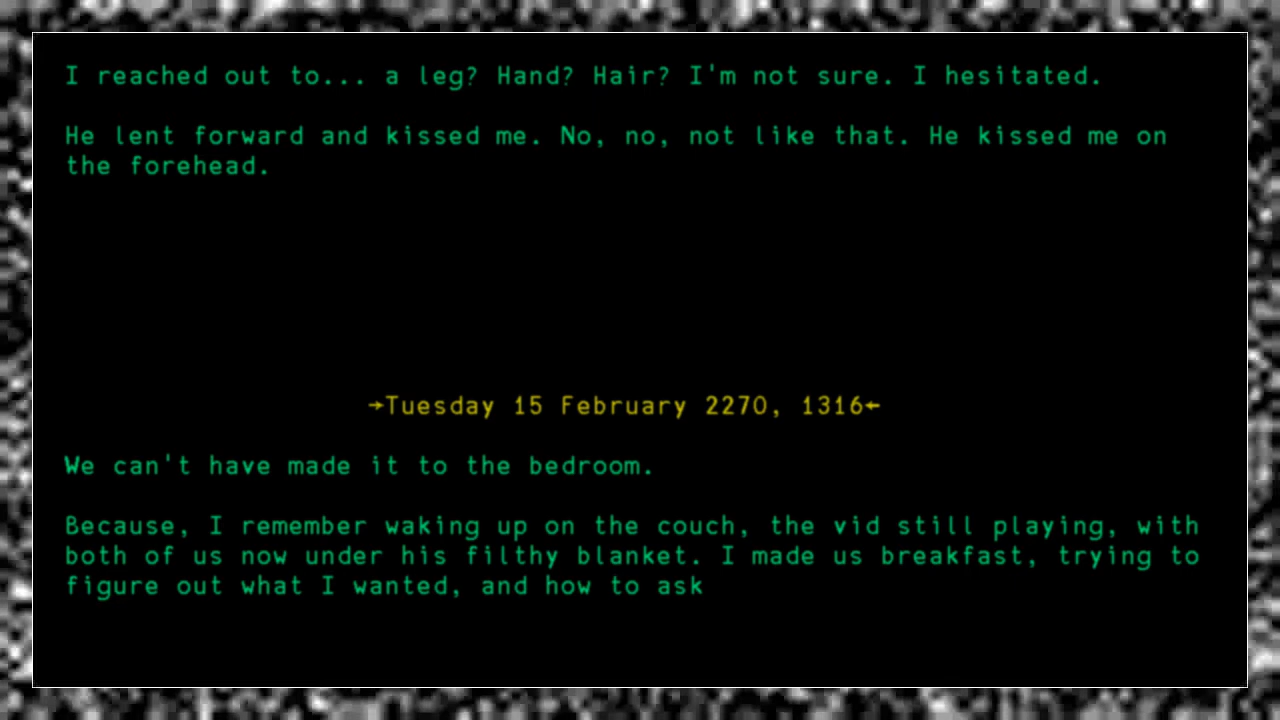 I reached out to... a leg? Hand? Hair? I'm not sure. I hesitated.
He lent forward and kissed me. No, no, not like that. He kissed me on
the forehead.
→Tuesday 15 February 2270, 1316←
We can't have made it to the bedroom.
Because, I remember waking up on the couch, the vid still playing, with
both of us now under his filthy blanket. I made us breakfast, trying to
figure out what I wanted, and how to ask